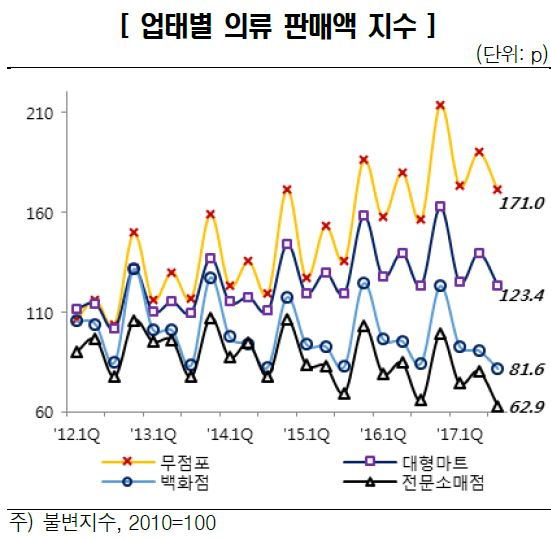 [ 업태별 의류 판매액 지수 ]
(단위: p)
210
160
110
60
171.0
123.4
81.6
62.9
'12.1Q '13.1Q '14.1Q '15.1Q '16.1Q '17.1Q
무점포 대형마트
백화점 전문소매점
주) 불변지수, 2010=100